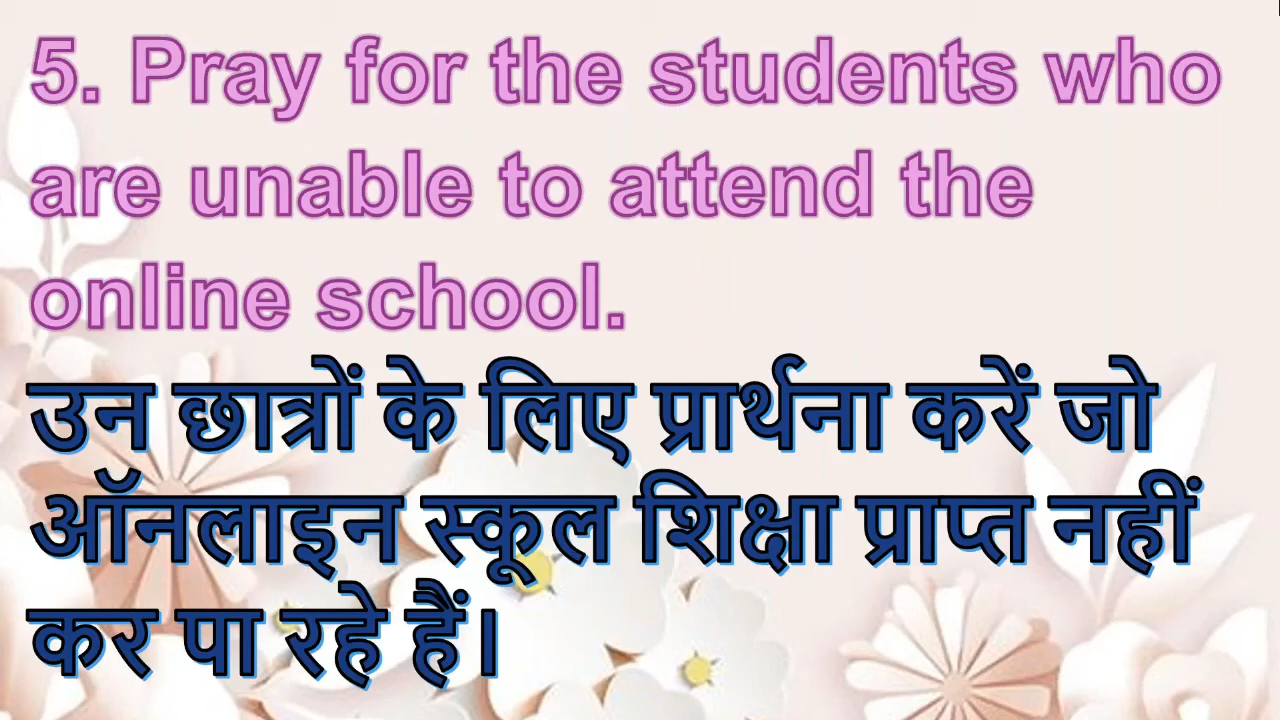 5. Pray for the students who
are unable to attend the
online school.
उन छात्रों के लिए प्रार्थना करें जो
ऑनलाइन स्कूल शिक्षा प्राप्त नहीं
कर पा रहे हैं।